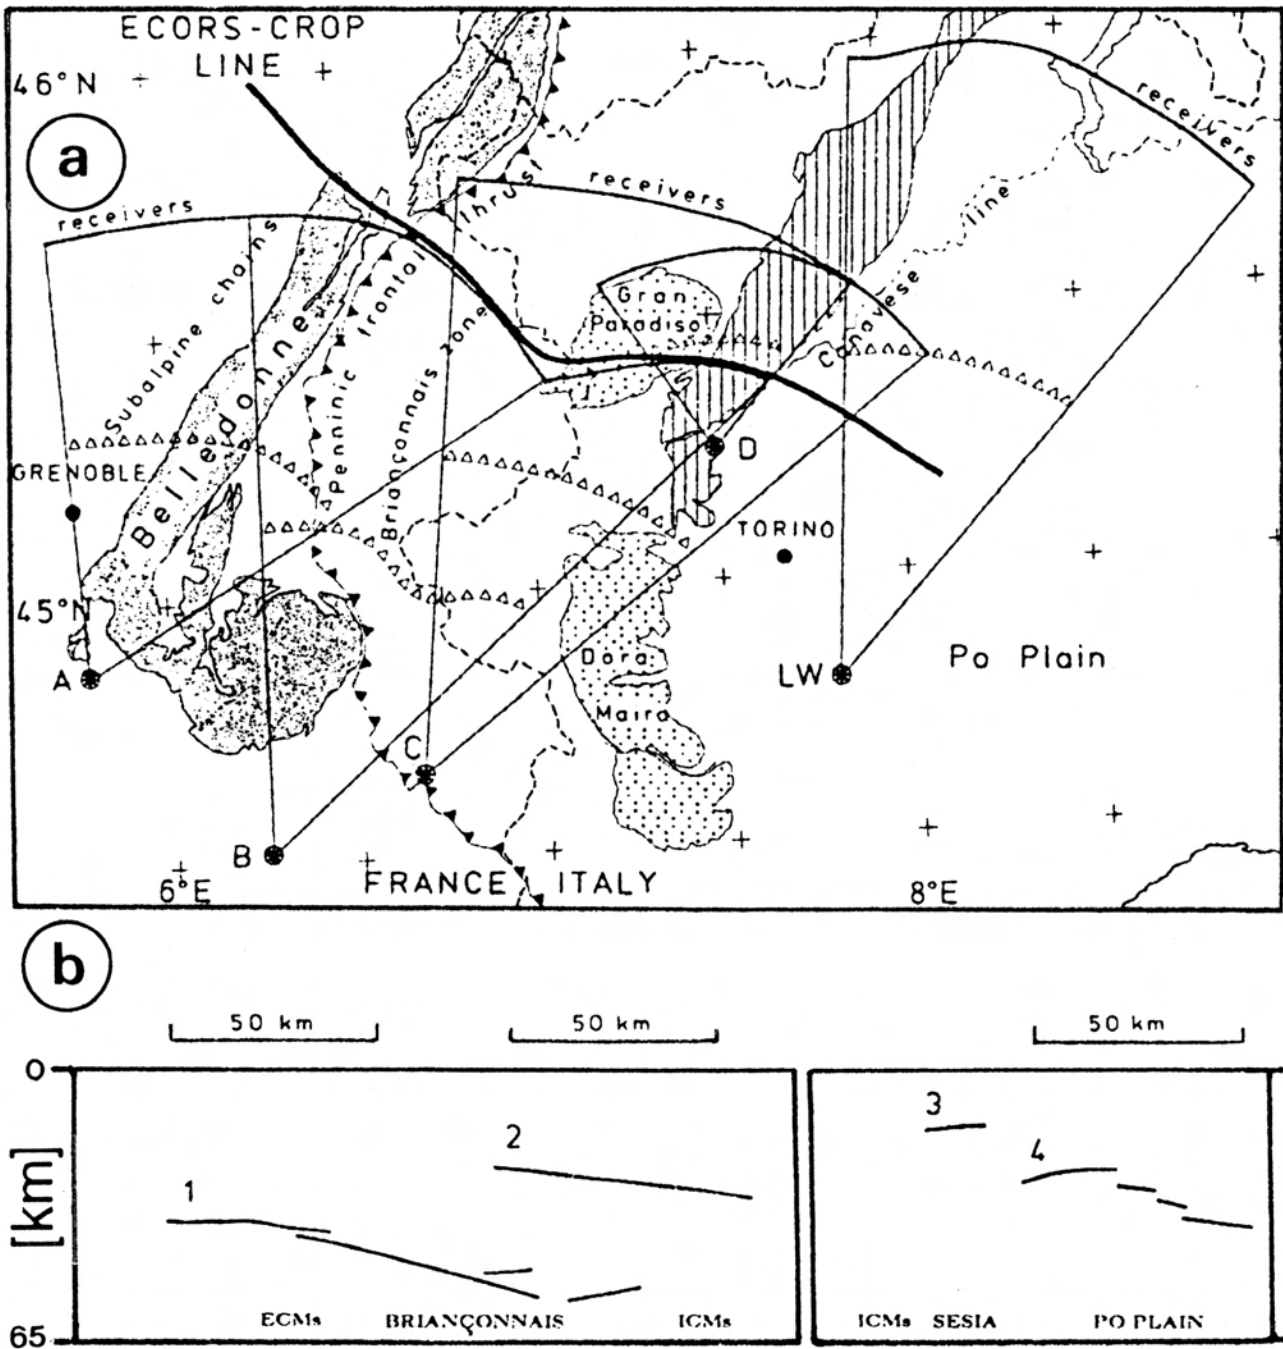 ECORS-CROP
LINE
46°N
a
receivers
receivers
receivers
thrust
line
Subalpine chains
Belledonne
Penninic frontal
Briançonnais zone
Gran
Paradiso
Canavese
GRENOBLE
D
TORINO
45°N
A
Dora
Maira
LW
Po Plain
C
B
6°E
FRANCE
ITALY
8°E
b
50 km
50 km
50 km
0
[km]
65
1
2
3
4
ECMs
BRIANÇONNAIS
ICMs
ICMs
SESIA
PO PLAIN